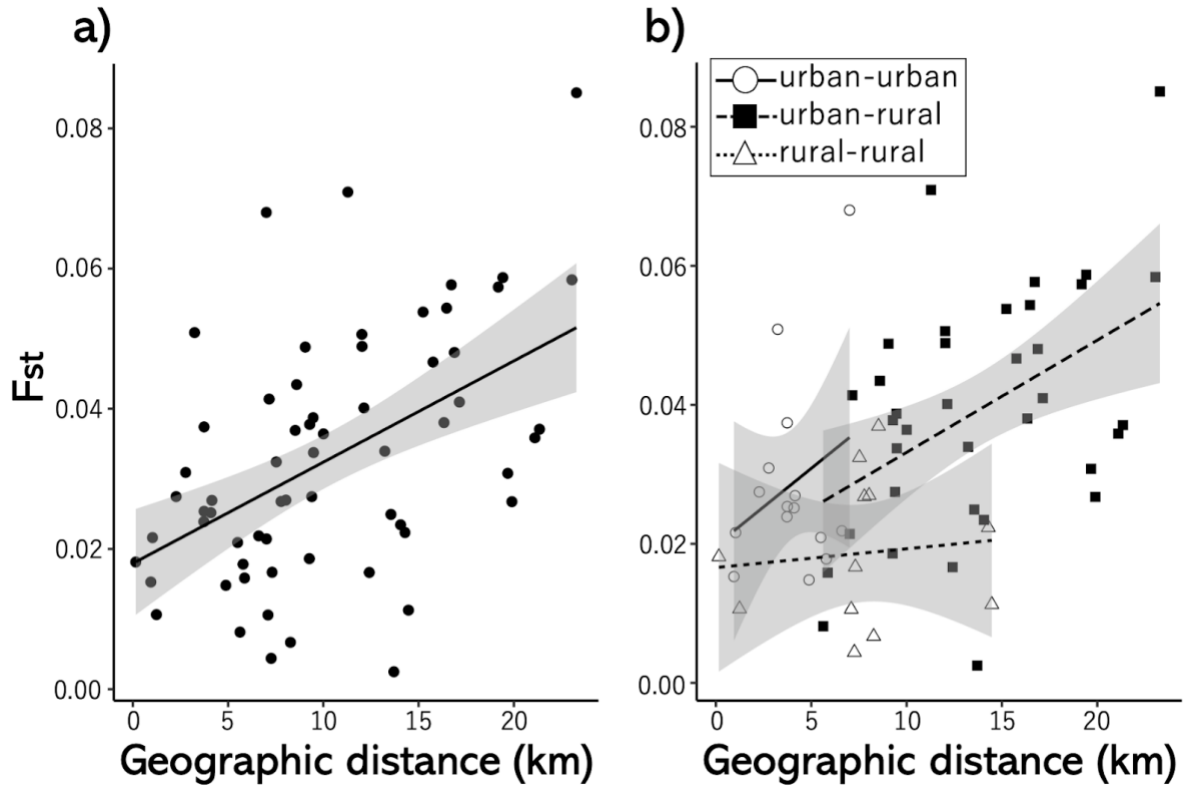 a)
Fst
0.08
0.06
0.04
0.02
0.00
0 5 10 15 20
Geographic distance (km)
b)
urban-urban
urban-rural
rural-rural
0.08
0.06
0.04
0.02
0.00
0 5 10 15 20
Geographic distance (km)